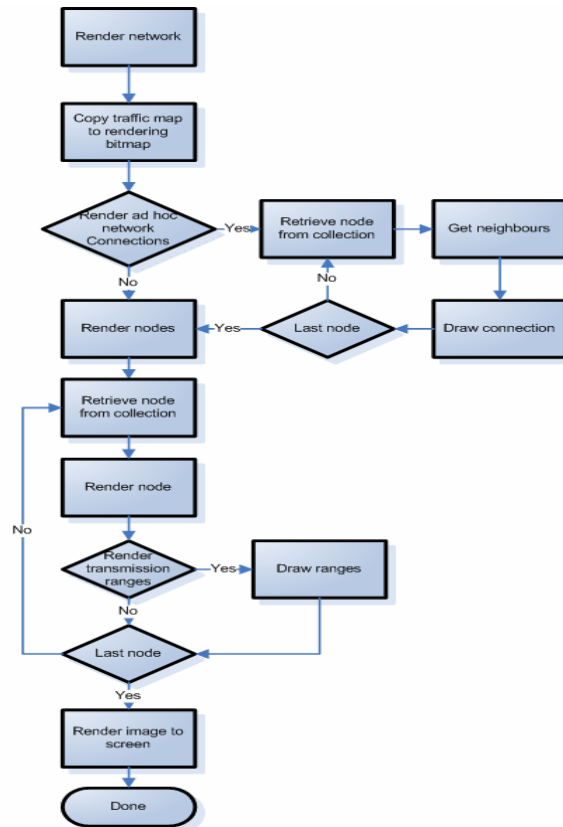 Render network
Copy traffic map
to rendering
bitmap
Render ad hoc
network
Connections
Yes
Retrieve node
from collection
Get neighbours
No
No
Render nodes
Yes
Last node
Draw connection
Retrieve node
from collection
Render node
No
Render
transmission
ranges
Yes
Draw ranges
No
Last node
Yes
Render image to
screen
Done